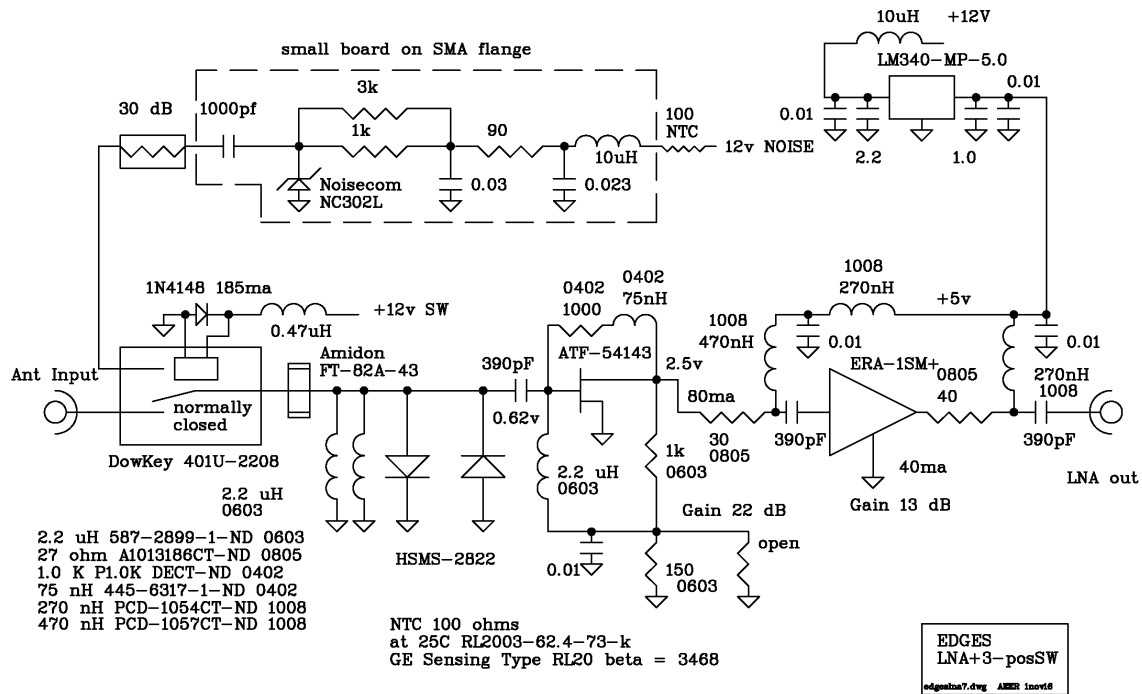 small board on SMA flange
30 dB
1000pf
3k
1k
90
100
NTC
10uH
12v NOISE
Noisecom
NC302L
0.03
0.023
10uH
+12V
LM340-MP-5.0
0.01
0.01
2.2
1.0
1N4148
185ma
+12v SW
0.47uH
Ant Input
normally
closed
DowKey 401U-2208
Amidon
FT-82A-43
2.2 uH
0603
HSMS-2822
390pF
0.62v
0402
1000
0402
75nH
ATF-54143
2.5v
2.2 uH
0603
1k
0603
0.01
150
0603
open
Gain 22 dB
80ma
30
0805
1008
470nH
390pF
1008
270nH
+5v
0.01
ERA-1SM+
0805
40
40ma
Gain 13 dB
0.01
270nH
1008
390pF
LNA out
2.2 uH 587-2899-1-ND 0603
27 ohm A1013186CT-ND 0805
1.0 K P1.0K DECT-ND 0402
75 nH 445-6317-1-ND 0402
270 nH PCD-1054CT-ND 1008
470 nH PCD-1057CT-ND 1008
NTC 100 ohms
at 25C RL2003-62.4-73-k
GE Sensing Type RL20 beta = 3468
EDGES
LNA+3-posSW
edgeslna7.dwg